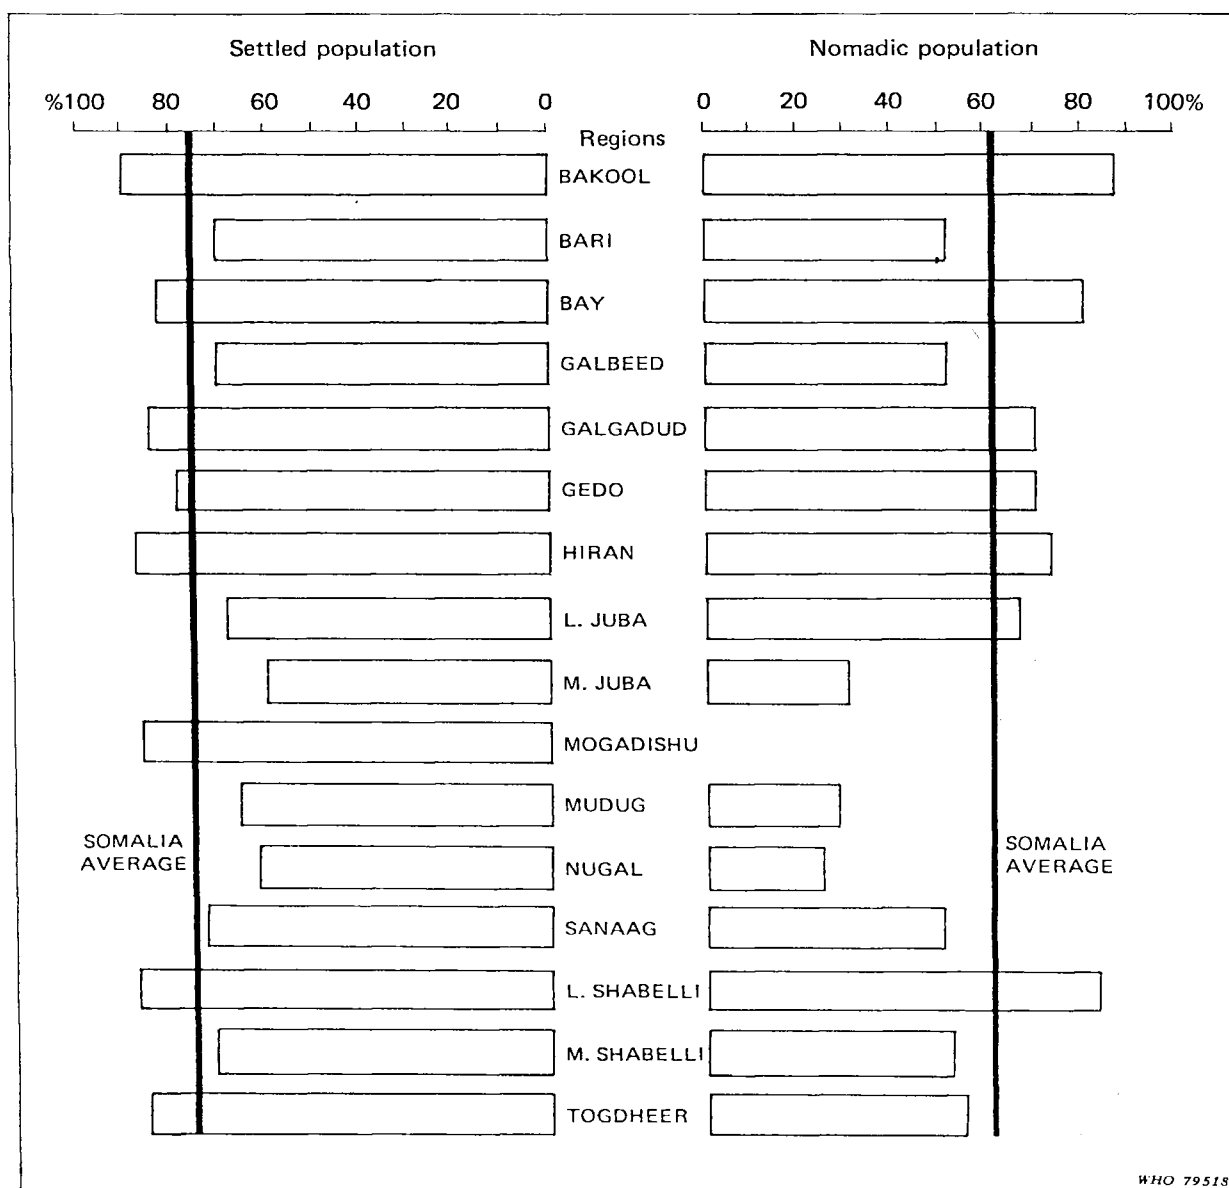 Settled population
Nomadic population
%100 80 60 40 20 0
0 20 40 60 80 100%
Regions
BAKOOL
BARI
BAY
GALBEED
GALGADUD
GEDO
HIRAN
L. JUBA
M. JUBA
MOGADISHU
MUDUG
SOMALIA
AVERAGE
SOMALIA
AVERAGE
NUGAL
SANAAG
L. SHABELLI
M. SHABELLI
TOGDHEER
WHO 79518